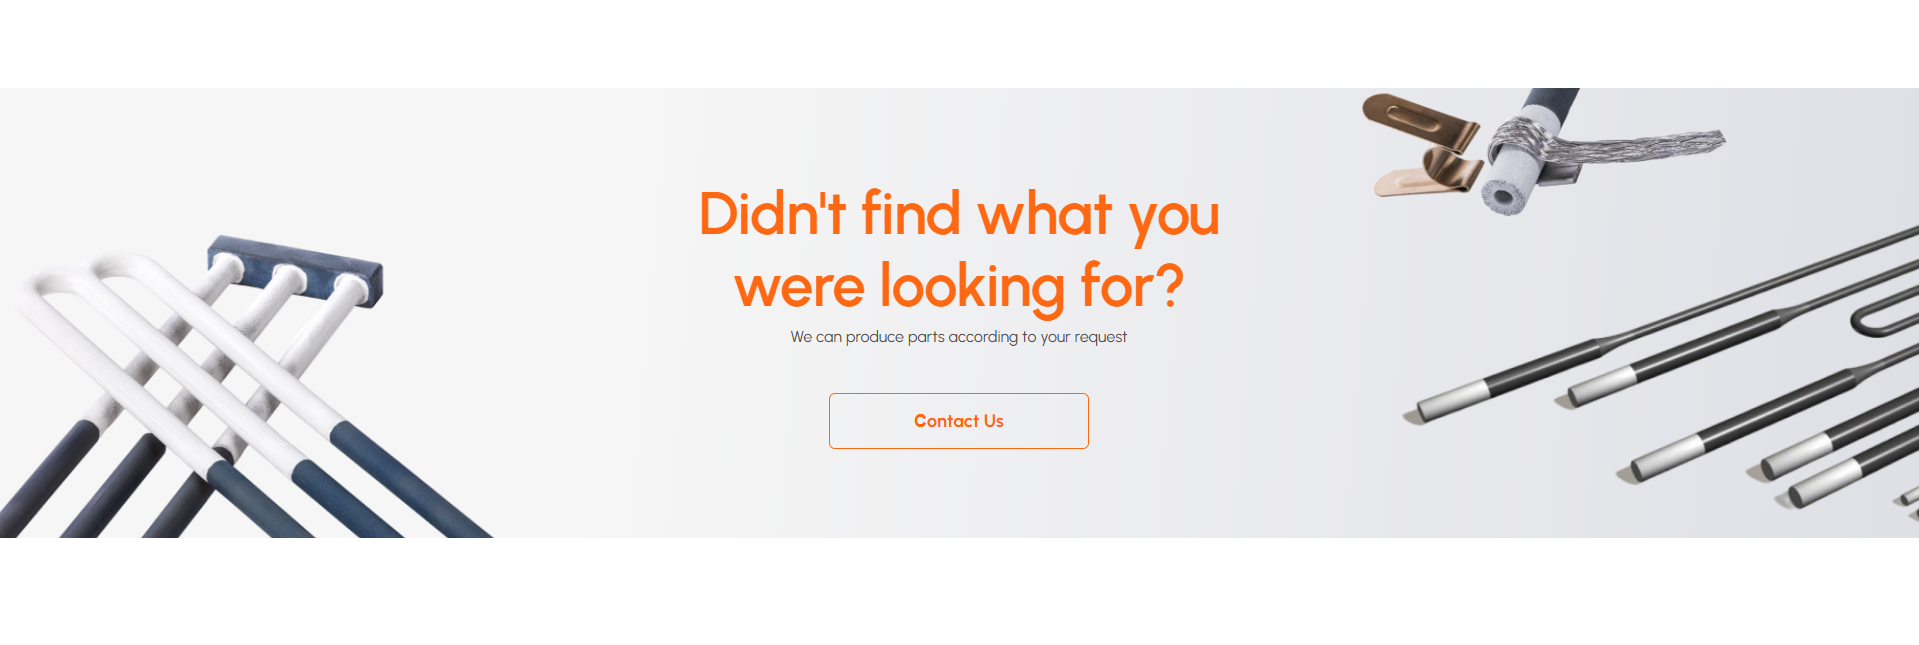 Didn't find what you
were looking for?
We can produce parts according to your request
Contact Us